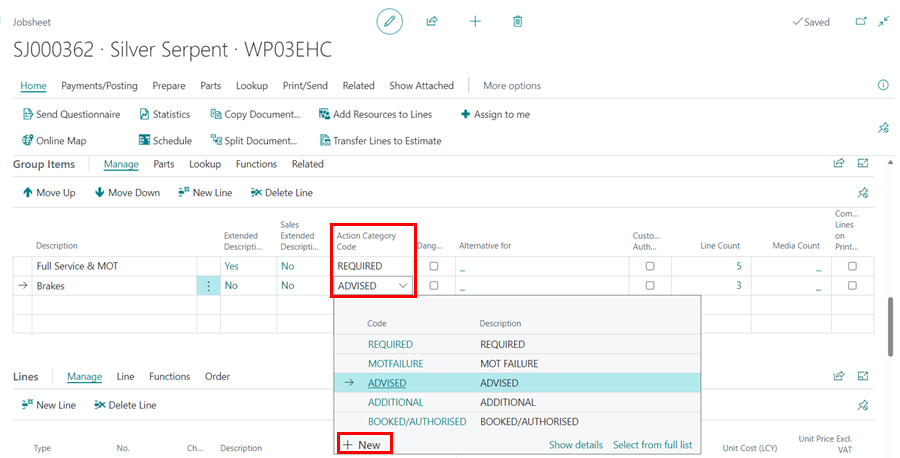 Jobsheet
Saved
SJ000362 · Silver Serpent · WP03EHC
Home Payments/Posting Prepare Parts Lookup Print/Send Related Show Attached More options
Send Questionnaire Statistics Copy Document... Add Resources to Lines Assign to me
Online Map Schedule Split Document... Transfer Lines to Estimate
Group Items Manage Parts Lookup Functions Related
Move Up Move Down New Line Delete Line
Description
Extended Descripti...
Sales Extended Descripti...
Action Category Code
Dang...
Alternative for
Custo... Auth...
Line Count
Media Count
Com... Lines on Print...
Full Service & MOT Yes No REQUIRED _ 5 _
Brakes No No ADVISED _ 3 _
Code Description
REQUIRED REQUIRED
MOTFAILURE MOT FAILURE
ADVISED ADVISED
ADDITIONAL ADDITIONAL
BOOKED/AUTHORISED BOOKED/AUTHORISED
+ New Show details Select from full list
Lines Manage Line Functions Order
New Line Delete Line
Type No. Ch... Description Unit Cost (LCY) Unit Price Excl. VAT